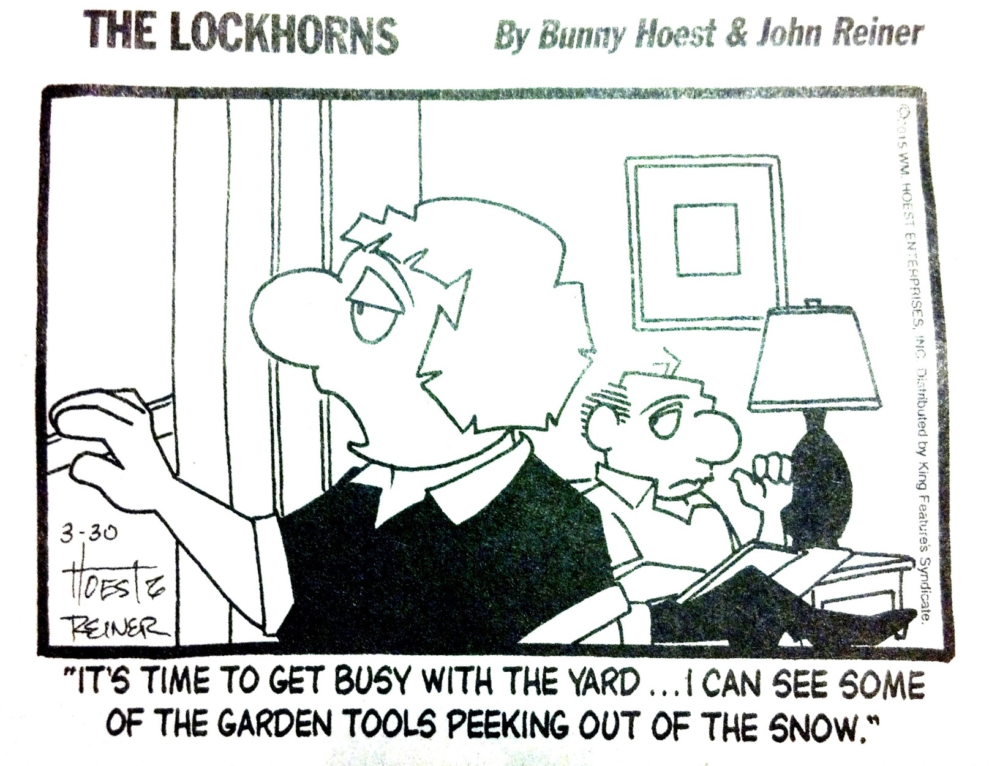 THE LOCKHORNS By Bunny Hoest & John Reiner
©2015 WM. HOEST ENTERPRISES, INC. Distributed by King Features Syndicate.
3-30
HOEST &
REINER
"IT'S TIME TO GET BUSY WITH THE YARD ... I CAN SEE SOME
OF THE GARDEN TOOLS PEEKING OUT OF THE SNOW."